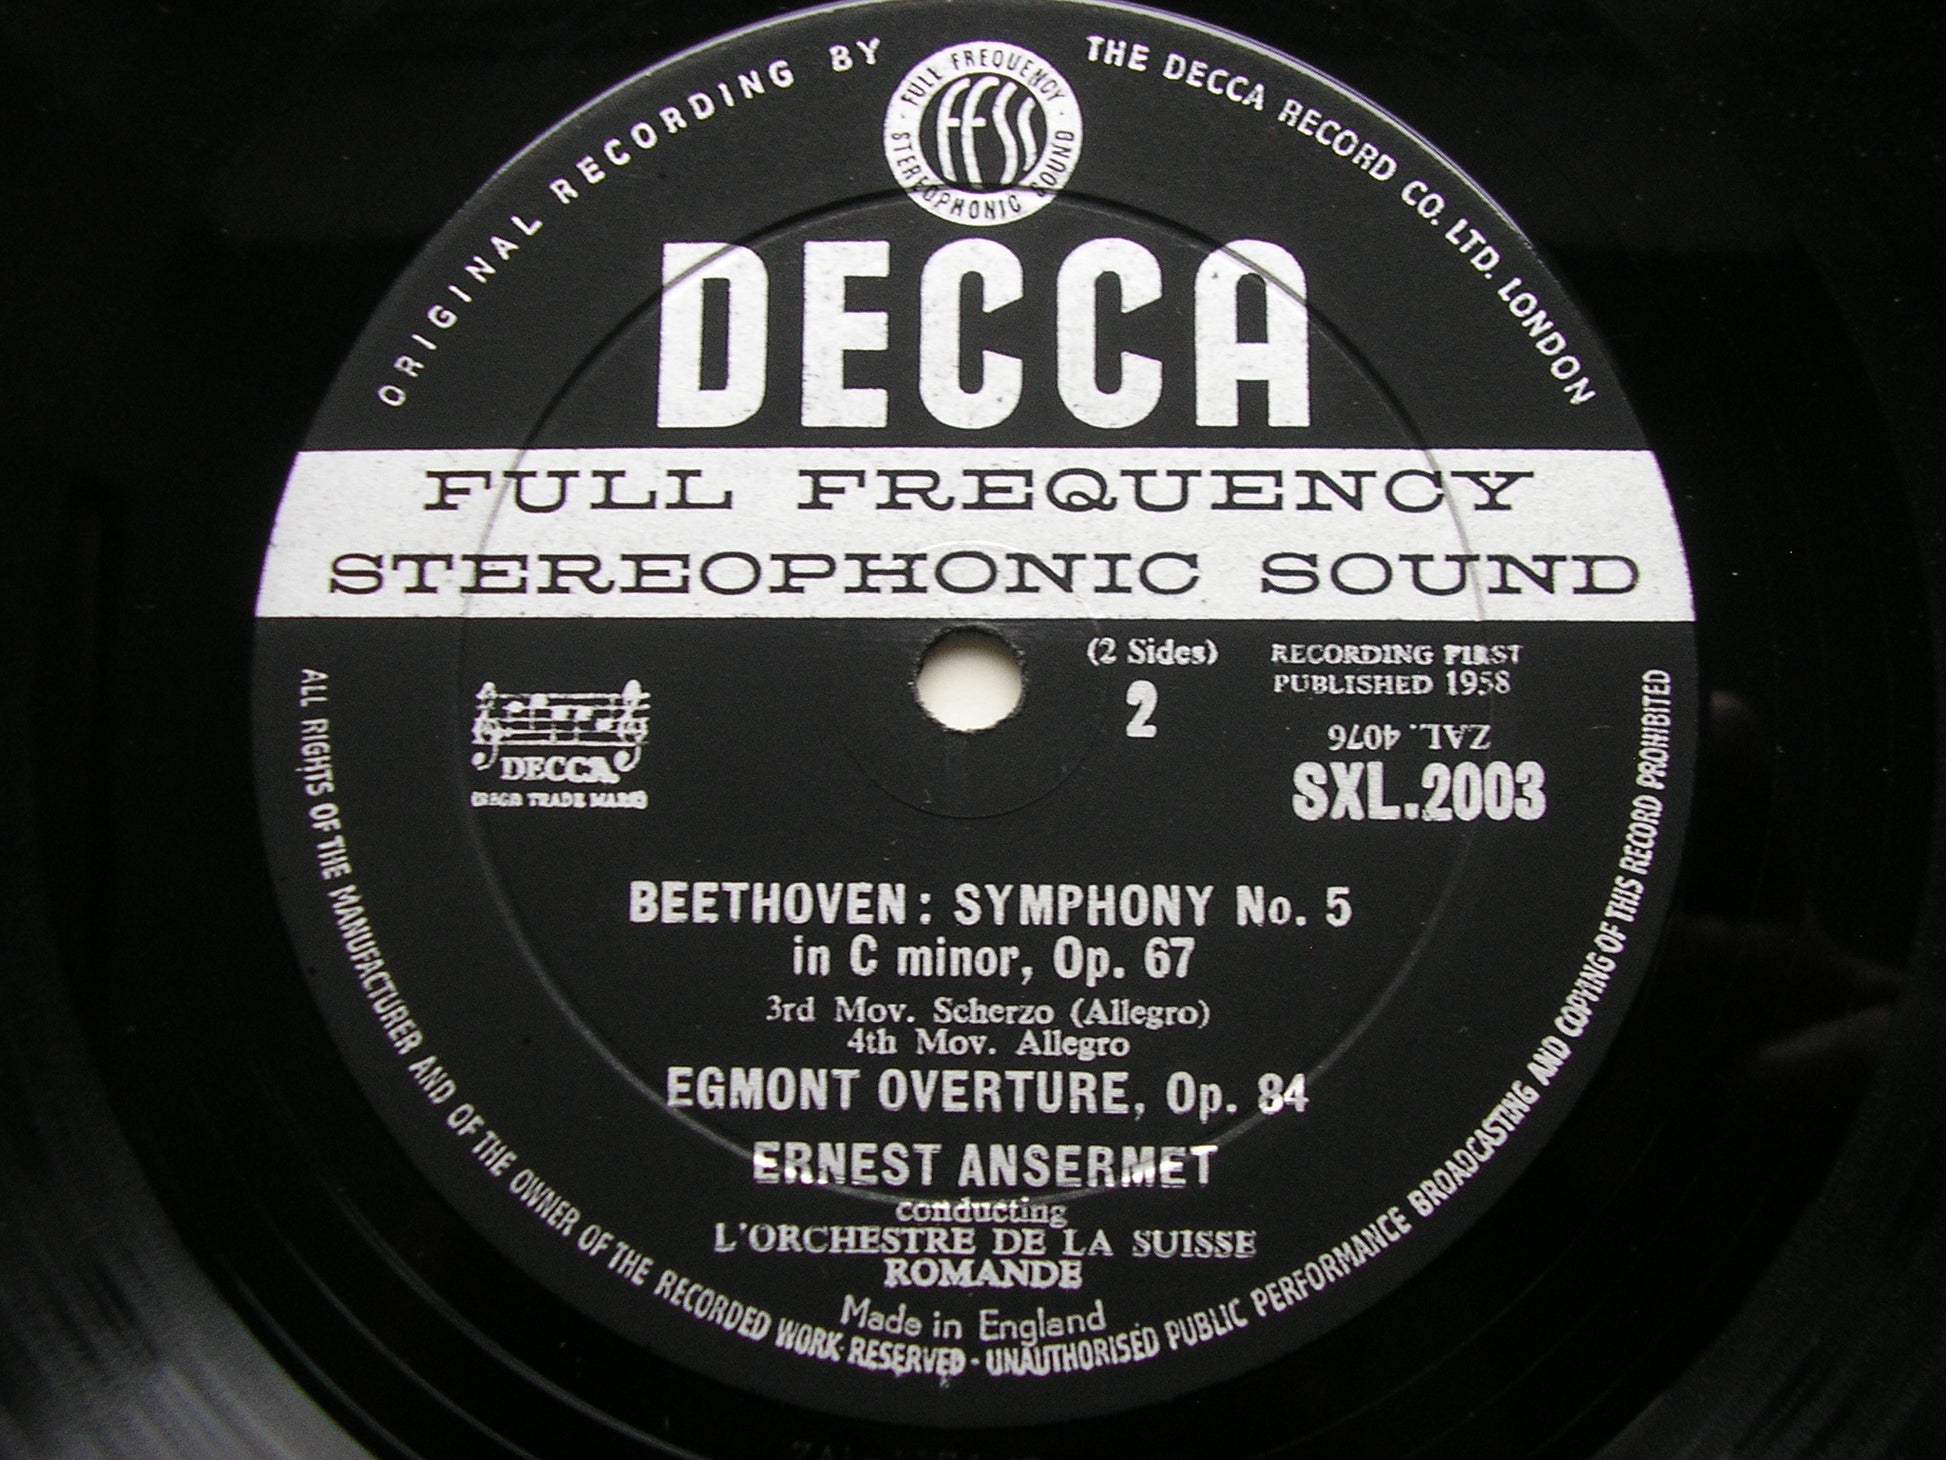 ORIGINAL RECORDING BY
THE DECCA RECORD CO. LTD. LONDON
FULL FREQUENCY
ffss
STEREOPHONIC SOUND
DECCA
FULL FREQUENCY
STEREOPHONIC SOUND
(2 Sides)
2
RECORDING FIRST
PUBLISHED 1958
ZAL. 4076
SXL.2003
DECCA
(REGD TRADE MARK)
BEETHOVEN: SYMPHONY No. 5
in C minor, Op. 67
3rd Mov. Scherzo (Allegro)
4th Mov. Allegro
EGMONT OVERTURE, Op. 84
ERNEST ANSERMET
conducting
L'ORCHESTRE DE LA SUISSE
ROMANDE
Made in England
ALL RIGHTS OF THE MANUFACTURER AND OF THE OWNER OF THE RECORDED WORK RESERVED · UNAUTHORISED PUBLIC PERFORMANCE BROADCASTING AND COPYING OF THIS RECORD PROHIBITED